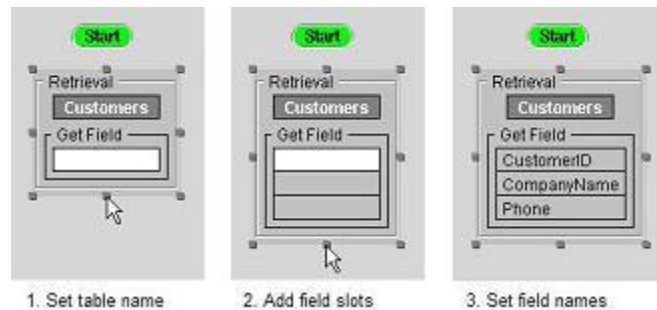 Start
Retrieval
Customers
Get Field
1. Set table name
Start
Retrieval
Customers
Get Field
2. Add field slots
Start
Retrieval
Customers
Get Field
CustomerID
CompanyName
Phone
3. Set field names